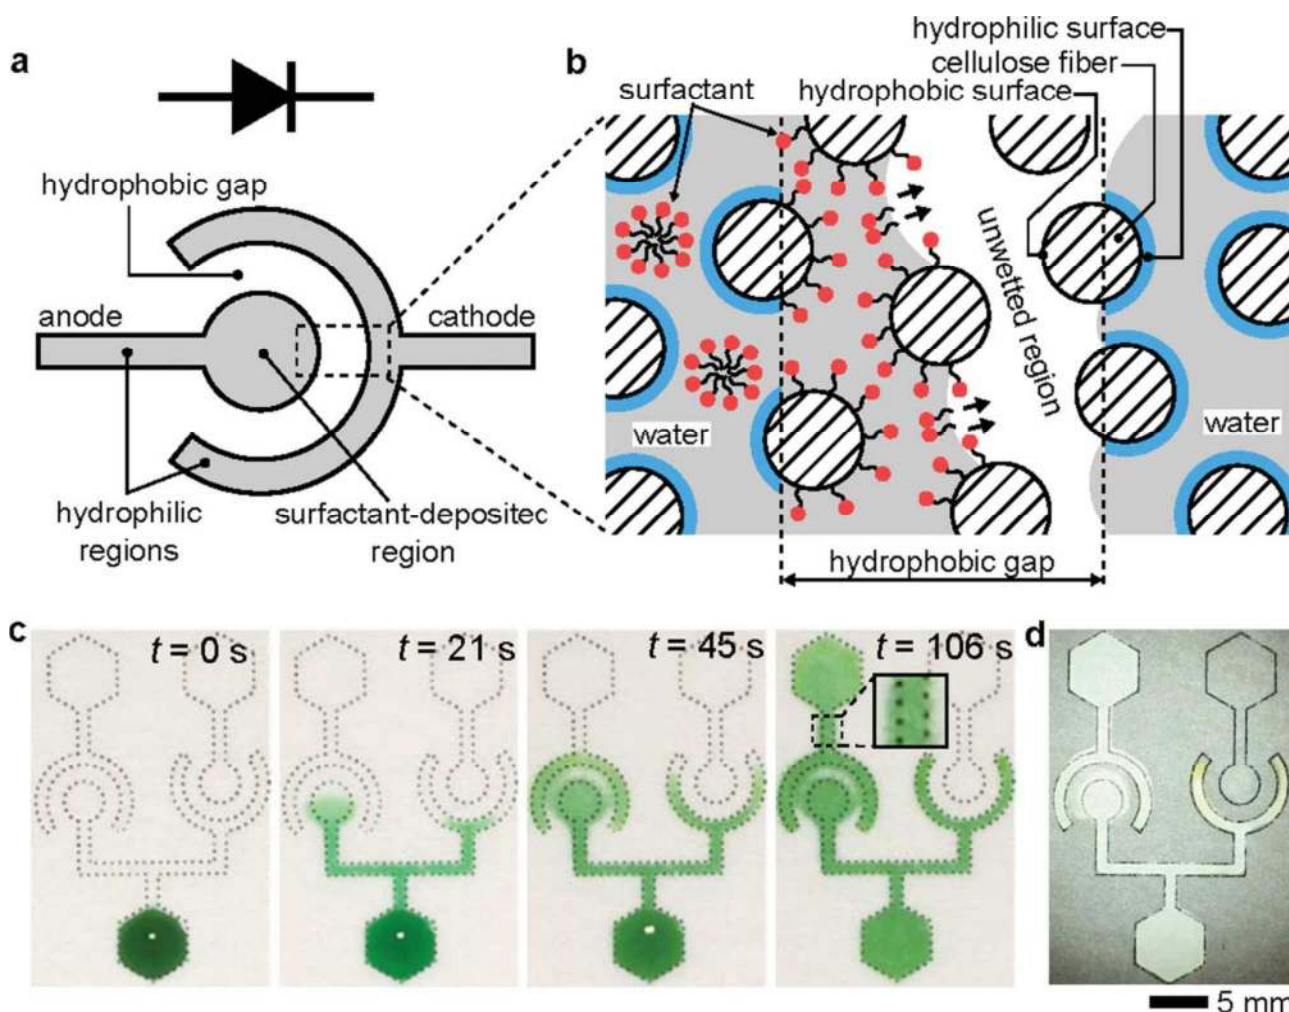 a
hydrophobic gap
anode
cathode
hydrophilic
regions
surfactant-depositec
region
b
surfactant
hydrophilic surface
cellulose fiber
hydrophobic surface
unwetted region
water
water
hydrophobic gap
c
t = 0 s
t = 21 s
t = 45 s
t = 106 s
d
5 mm